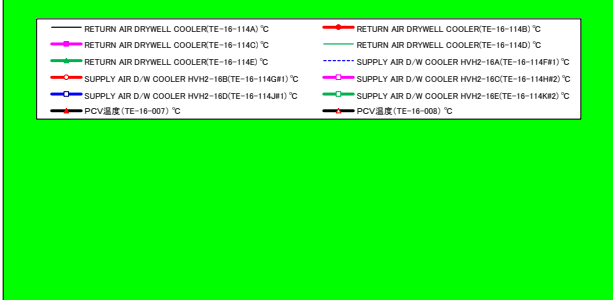 RETURN AIR DRYWELL COOLER(TE-16-114A) ℃ RETURN AIR DRYWELL COOLER(TE-16-114B) ℃
RETURN AIR DRYWELL COOLER(TE-16-114C) ℃ RETURN AIR DRYWELL COOLER(TE-16-114D) ℃
RETURN AIR DRYWELL COOLER(TE-16-114E) ℃ SUPPLY AIR D/W COOLER HVH2-16A(TE-16-114F#1) ℃
SUPPLY AIR D/W COOLER HVH2-16B(TE-16-114G#1) ℃ SUPPLY AIR D/W COOLER HVH2-16C(TE-16-114H#2) ℃
SUPPLY AIR D/W COOLER HVH2-16D(TE-16-114J#1) ℃ SUPPLY AIR D/W COOLER HVH2-16E(TE-16-114K#2) ℃
PCV温度(TE-16-007) ℃ PCV温度(TE-16-008) ℃